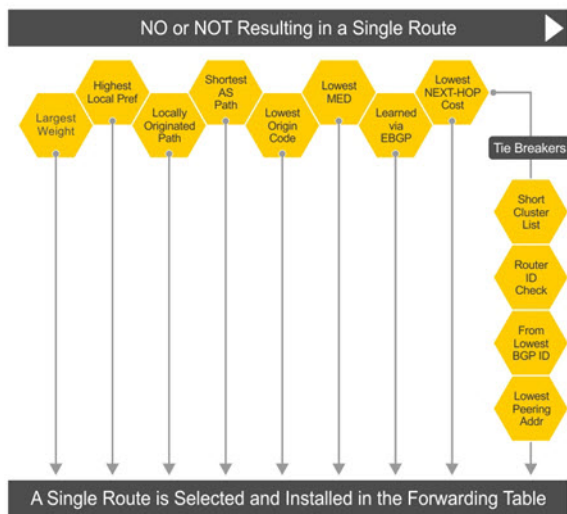 NO or NOT Resulting in a Single Route
Largest
Weight
Highest
Local Pref
Locally
Originated
Path
Shortest
AS
Path
Lowest
Origin
Code
Lowest
MED
Learned
via
EBGP
Lowest
NEXT-HOP
Cost
Tie Breakers
Short
Cluster
List
Router
ID
Check
From
Lowest
BGP ID
Lowest
Peering
Addr
A Single Route is Selected and Installed in the Forwarding Table